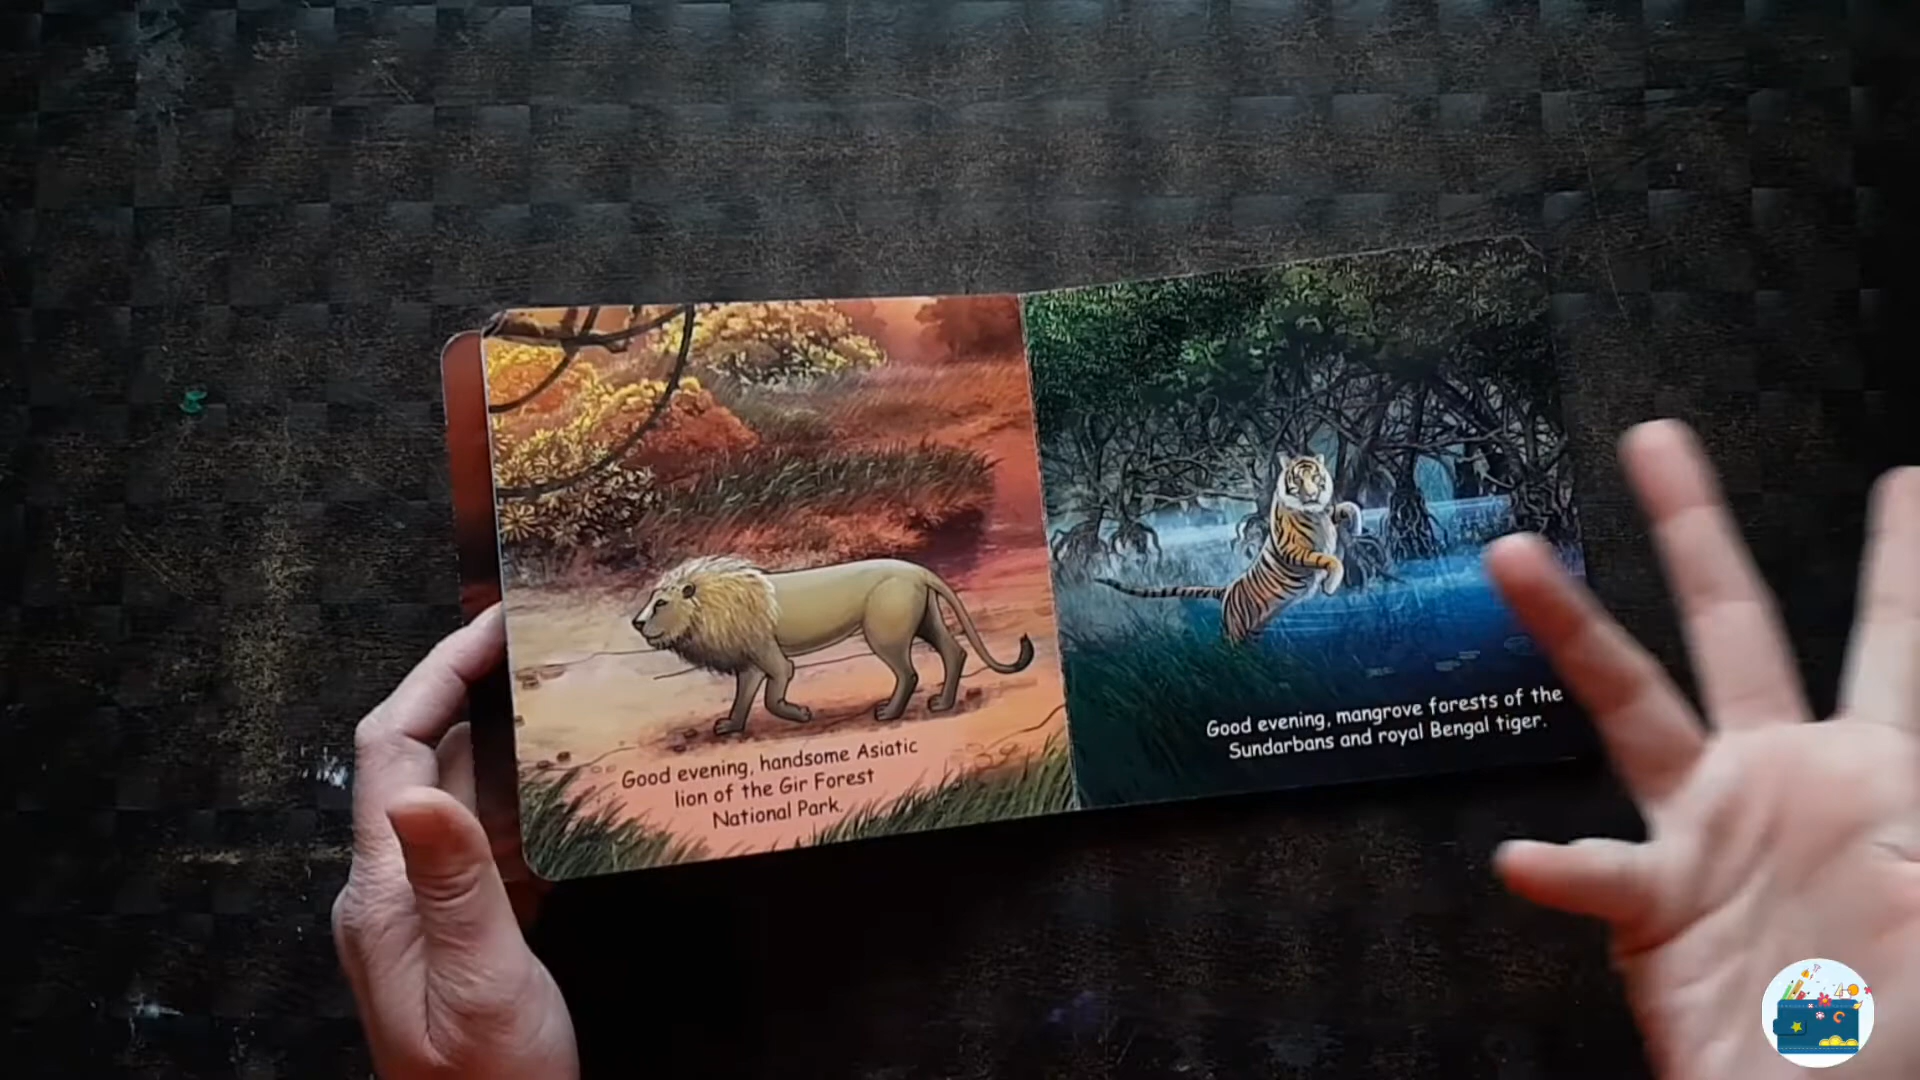 Good evening, handsome Asiatic
lion of the Gir Forest
National Park.
Good evening, mangrove forests of the
Sundarbans and royal Bengal tiger.